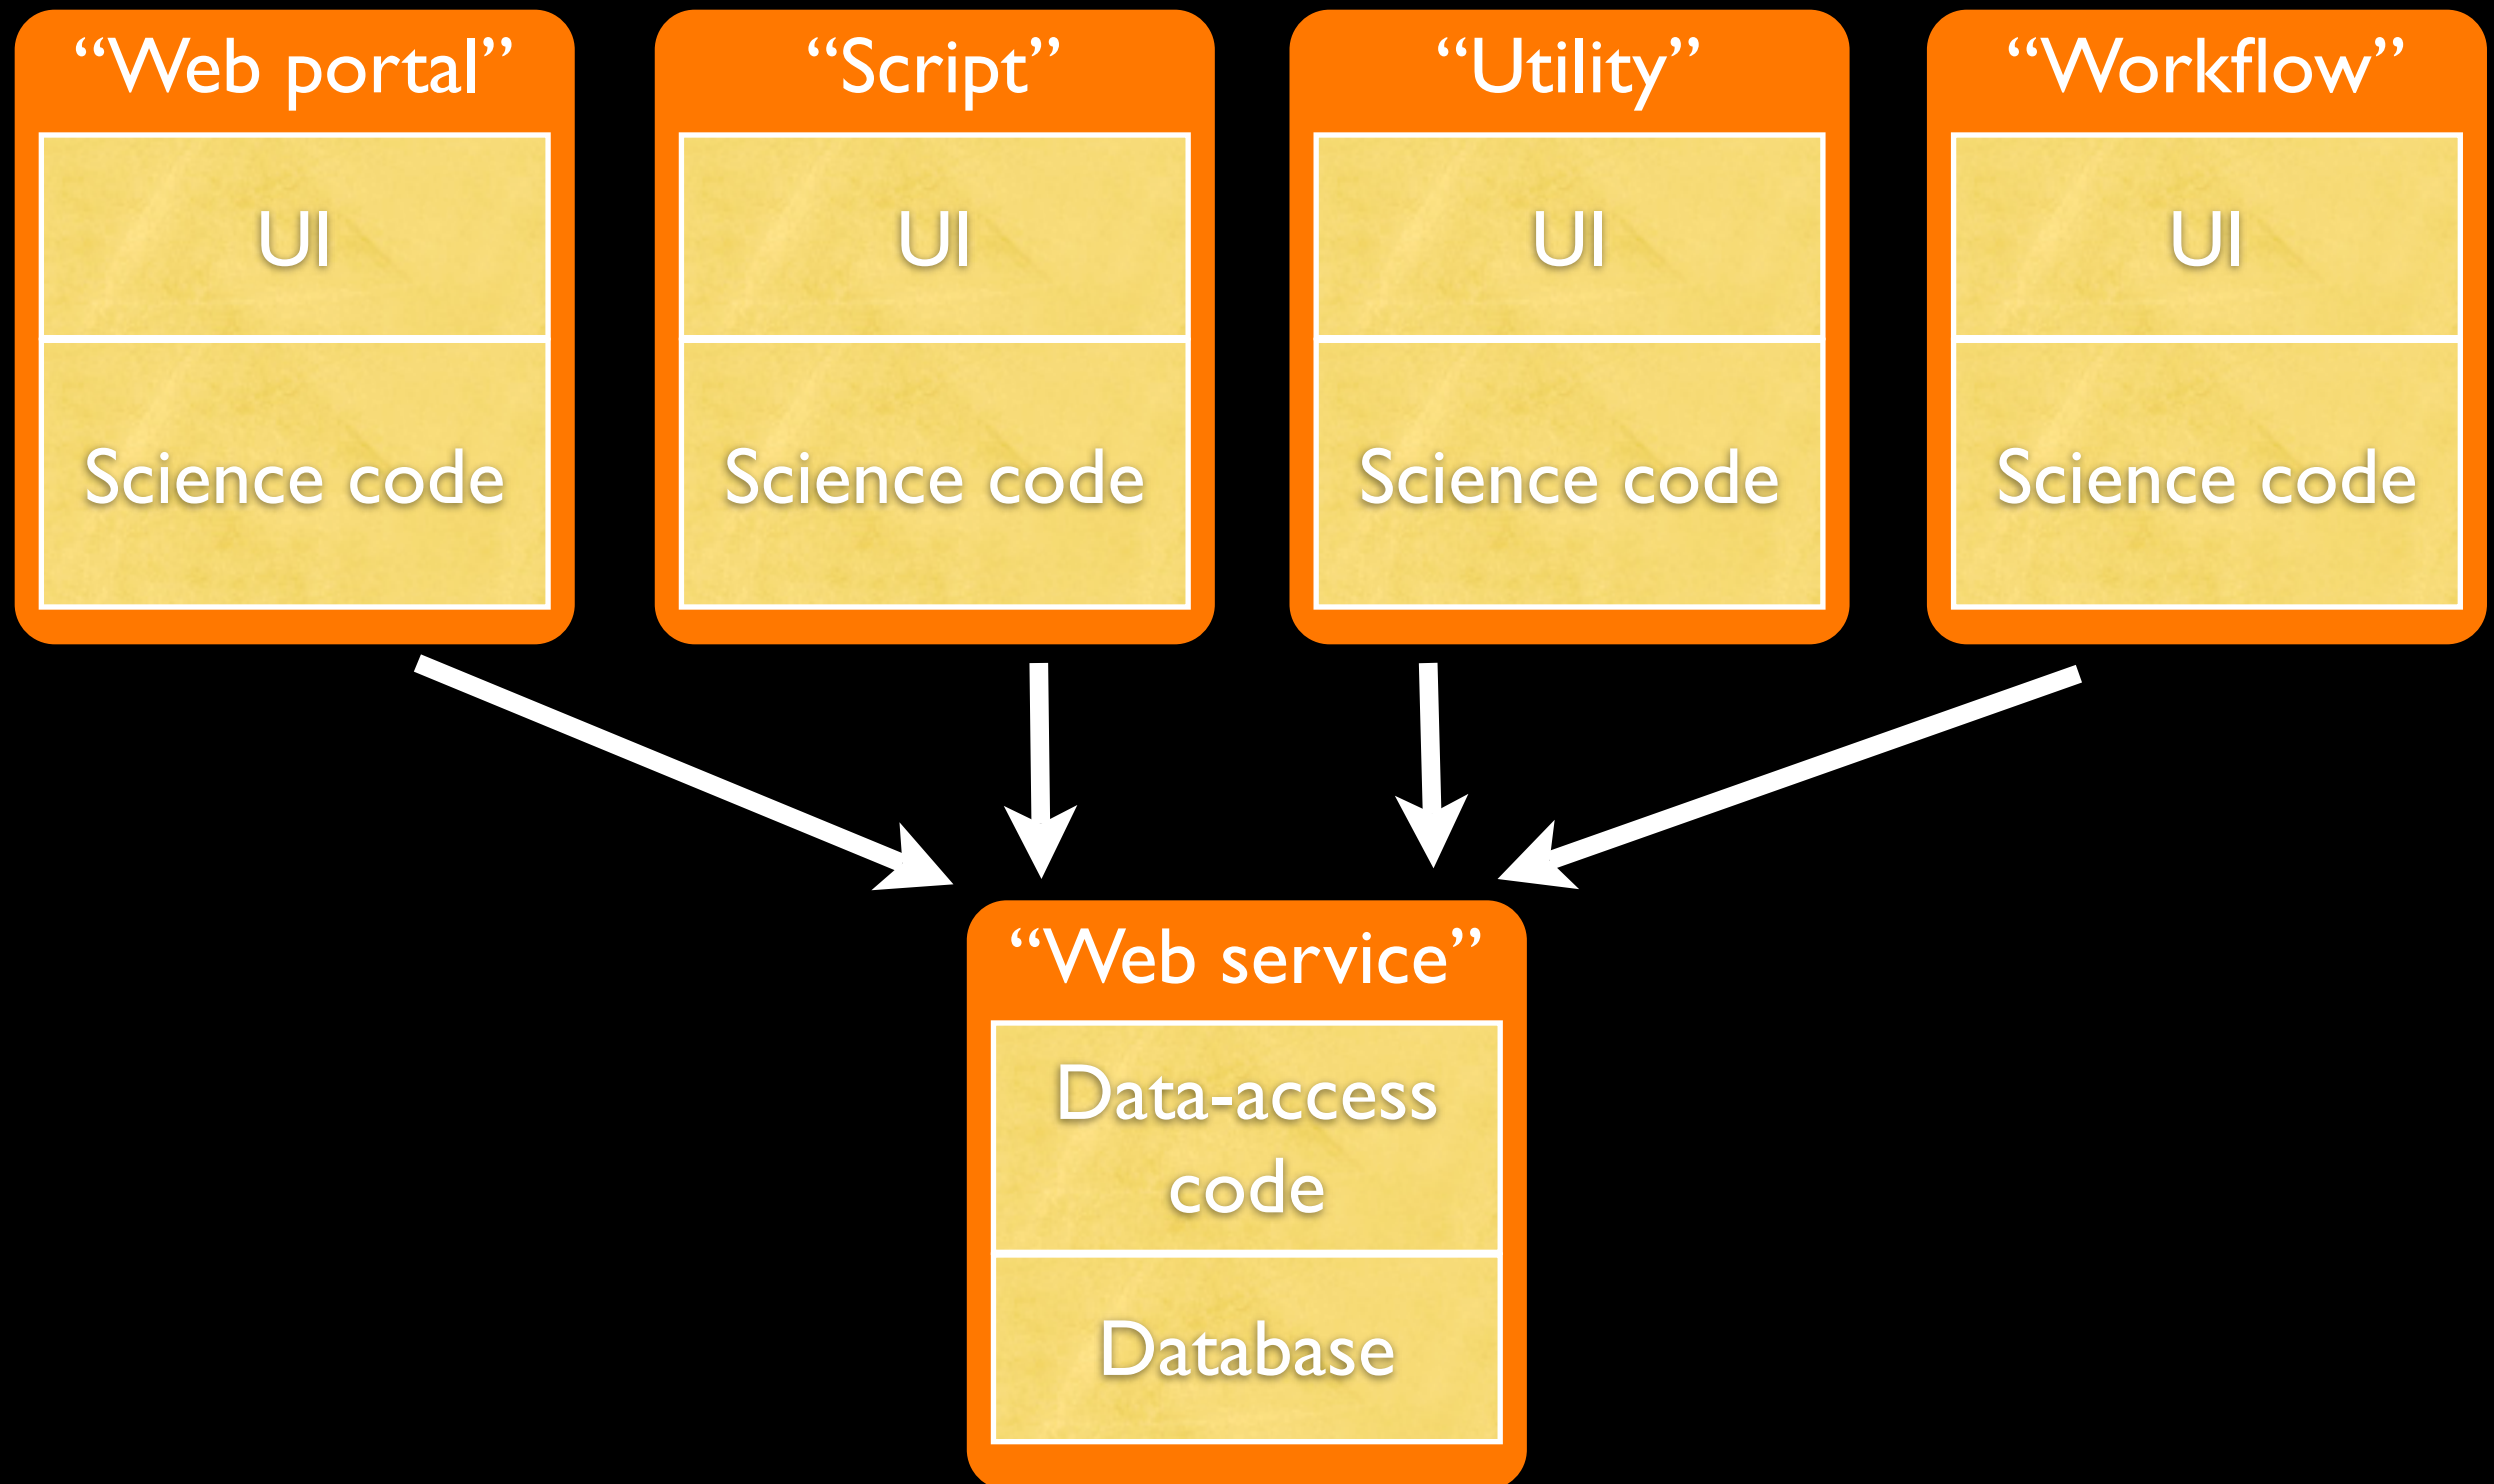 “Web portal”
UI
Science code
“Script”
UI
Science code
“Utility”
UI
Science code
“Workflow”
UI
Science code
“Web service”
Data-access
code
Database